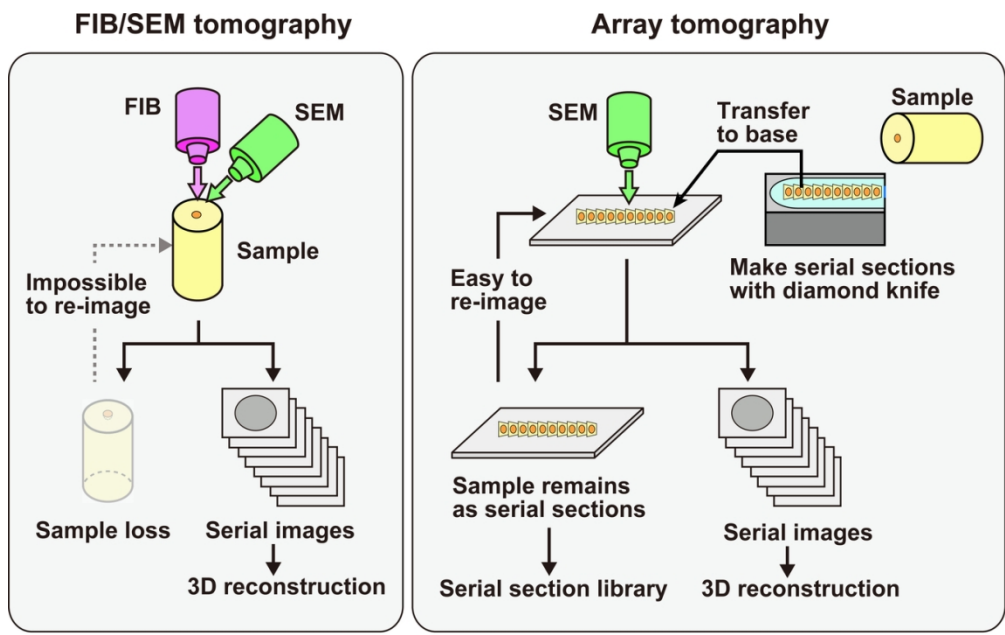 FIB/SEM tomography
FIB
SEM
Sample
Impossible
to re-image
Sample loss
Serial images
3D reconstruction
Array tomography
SEM
Transfer
to base
Sample
Make serial sections
with diamond knife
Easy to
re-image
Sample remains
as serial sections
Serial section library
Serial images
3D reconstruction